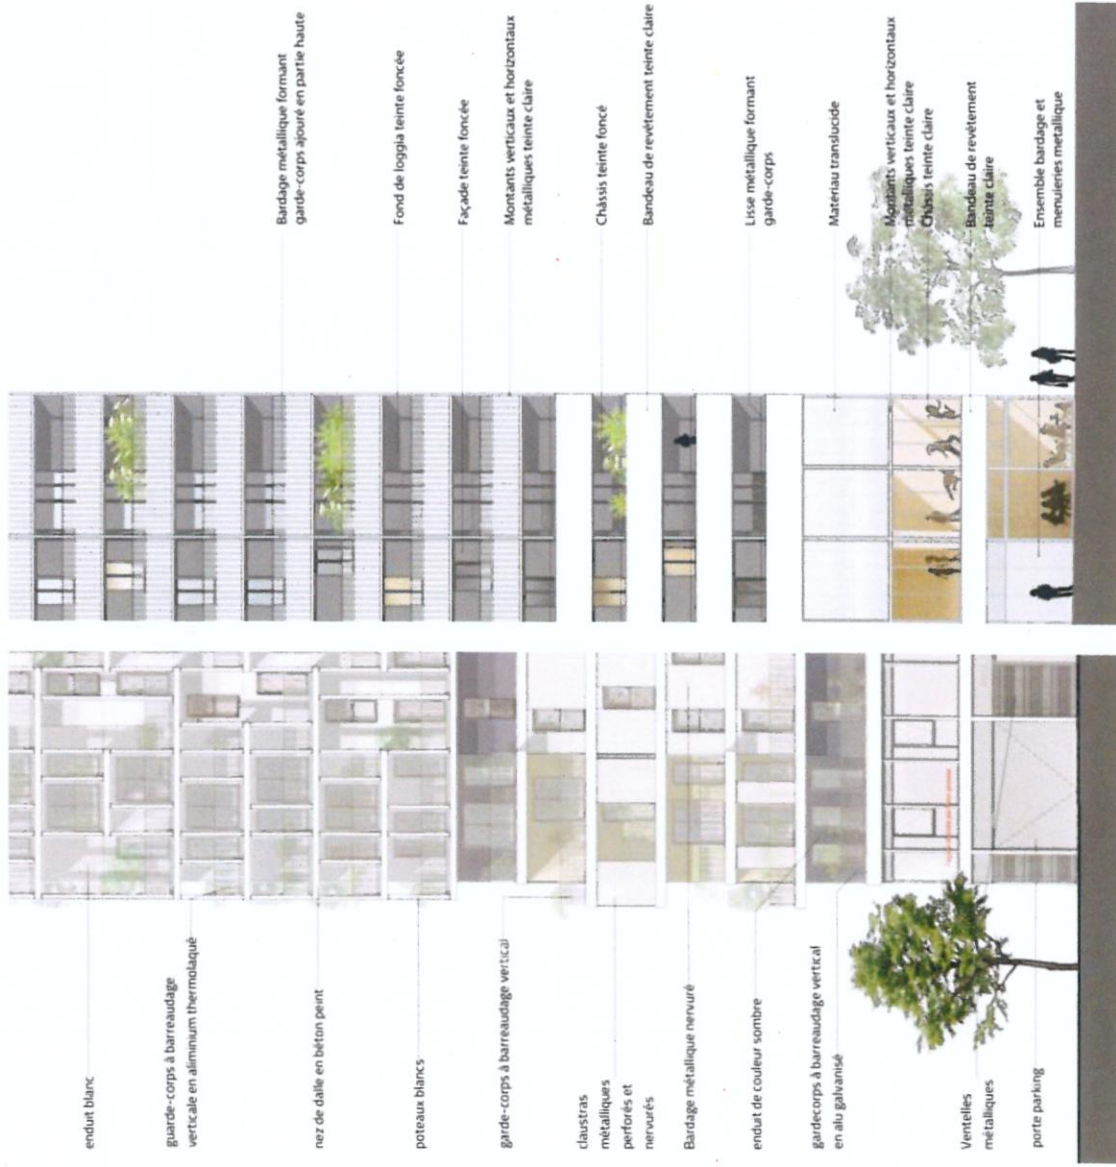 enduit blanc
guarde-corps à barreaudage
verticale en aliminium thermolaqué
nez de dalle en béton peint
poteaux blancs
garde-corps à barreaudage vertical
claustras
métalliques
perforés et
nervurés
Bardage métallique nervuré
enduit de couleur sombre
gardecorps à barreaudage vertical
en alu galvanisé
Ventelles
métalliques
porte parking
Bardage métallique formant
garde-corps ajouré en partie haute
Fond de loggia teinte foncée
Façade teinte foncée
Montants verticaux et horizontaux
métalliques teinte claire
Châssis teinte foncé
Bandeau de revêtement teinte claire
Lisse métallique formant
garde-corps
Materiau translucide
Montants verticaux et horizontaux
métalliques teinte claire
Châssis teinte claire
Bandeau de revêtement
teinte claire
Ensemble bardage et
menuieries metallique